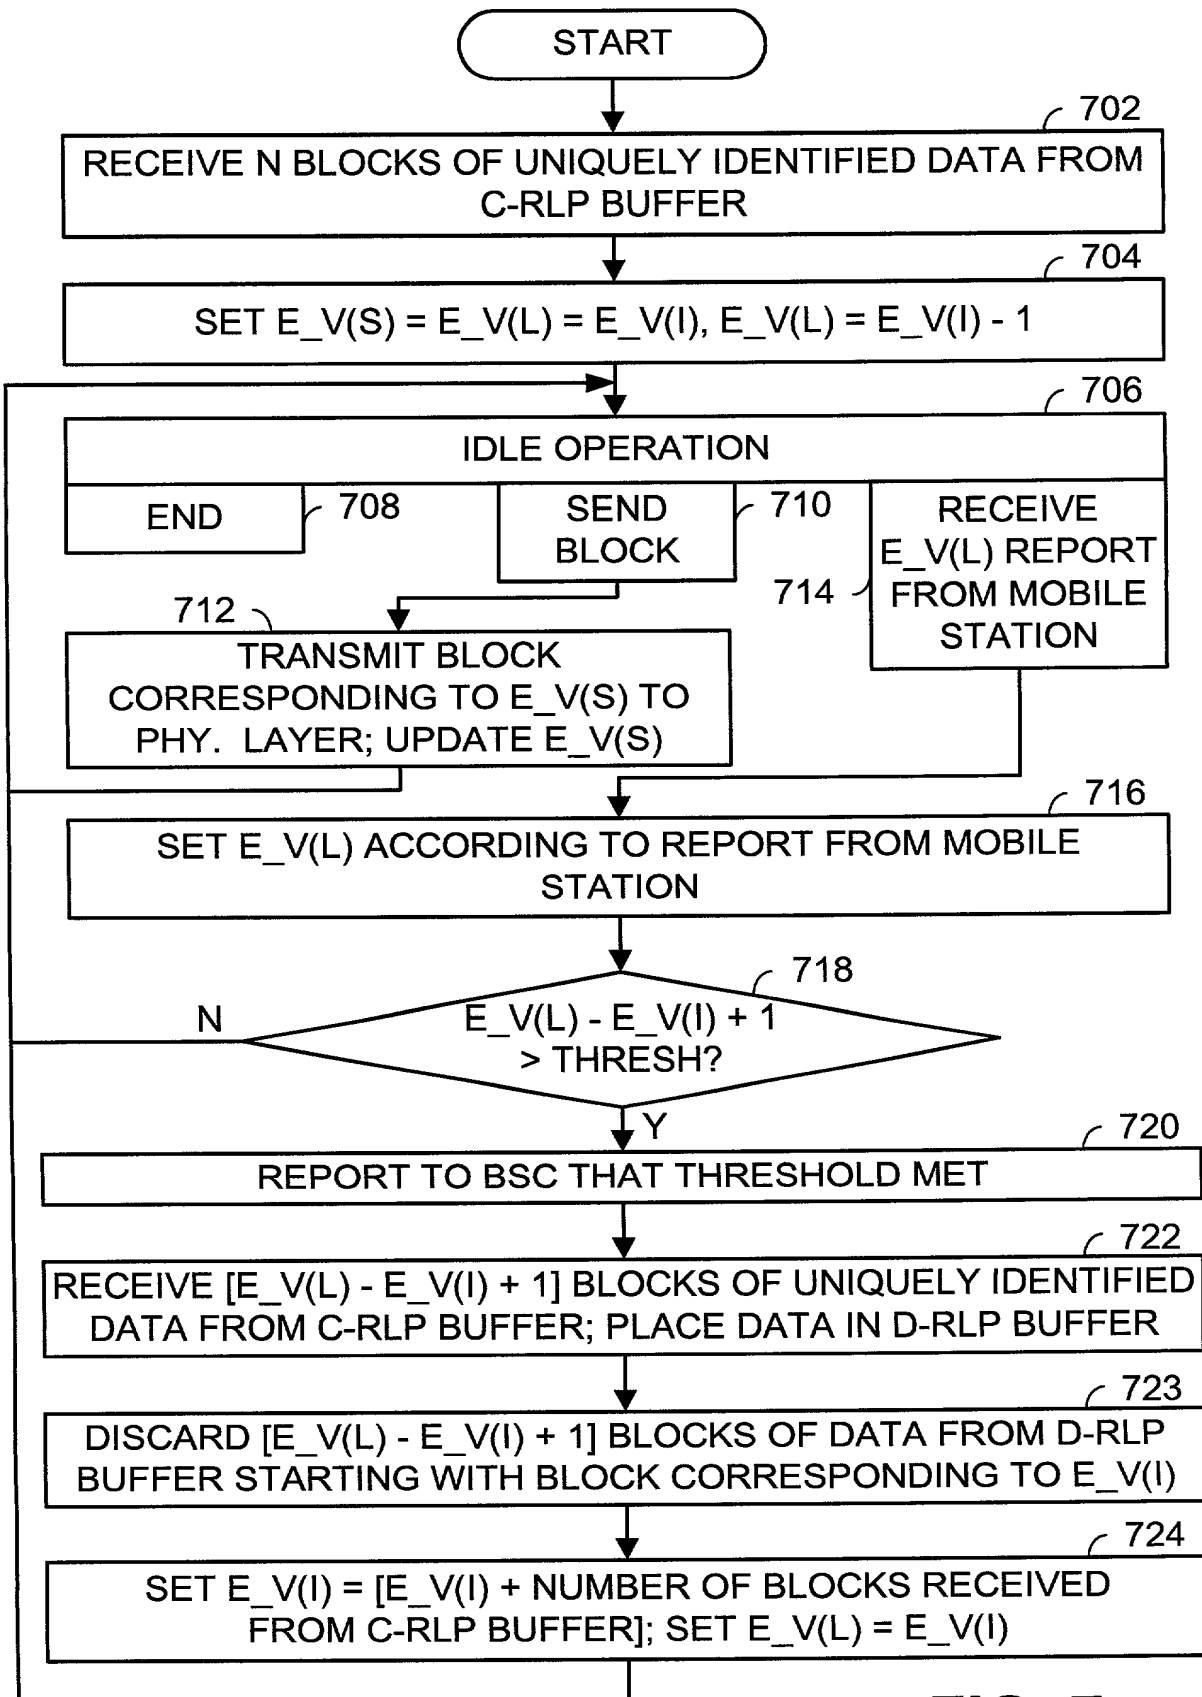 START
702
RECEIVE N BLOCKS OF UNIQUELY IDENTIFIED DATA FROM
C-RLP BUFFER
704
SET E_V(S) = E_V(L) = E_V(I), E_V(L) = E_V(I) - 1
706
IDLE OPERATION
END
708
SEND
BLOCK
710
RECEIVE
E_V(L) REPORT
FROM MOBILE
STATION
714
712
TRANSMIT BLOCK
CORRESPONDING TO E_V(S) TO
PHY. LAYER; UPDATE E_V(S)
716
SET E_V(L) ACCORDING TO REPORT FROM MOBILE
STATION
718
E_V(L) - E_V(I) + 1
> THRESH?
N
Y
720
REPORT TO BSC THAT THRESHOLD MET
722
RECEIVE [E_V(L) - E_V(I) + 1] BLOCKS OF UNIQUELY IDENTIFIED
DATA FROM C-RLP BUFFER; PLACE DATA IN D-RLP BUFFER
723
DISCARD [E_V(L) - E_V(I) + 1] BLOCKS OF DATA FROM D-RLP
BUFFER STARTING WITH BLOCK CORRESPONDING TO E_V(I)
724
SET E_V(I) = [E_V(I) + NUMBER OF BLOCKS RECEIVED
FROM C-RLP BUFFER]; SET E_V(L) = E_V(I)